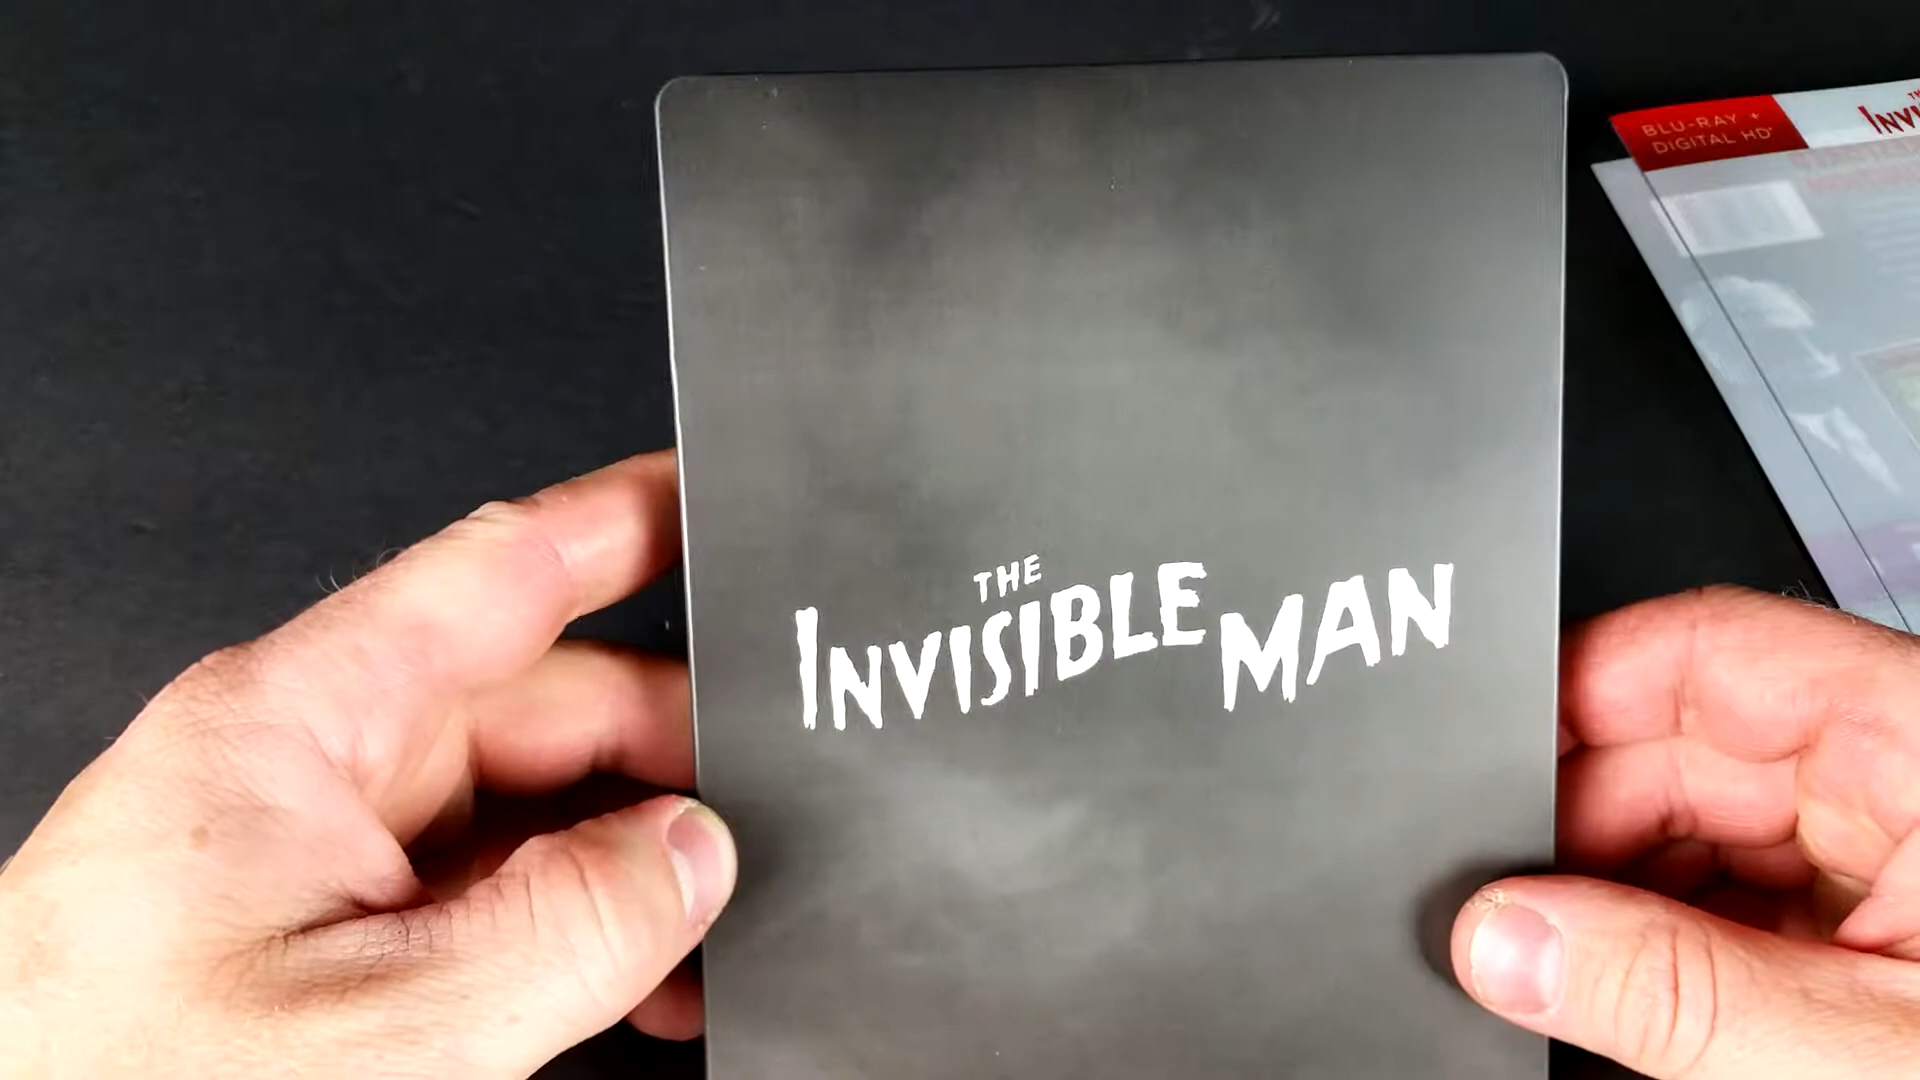 THE
INVISIBLE MAN
BLU-RAY +
DIGITAL HD